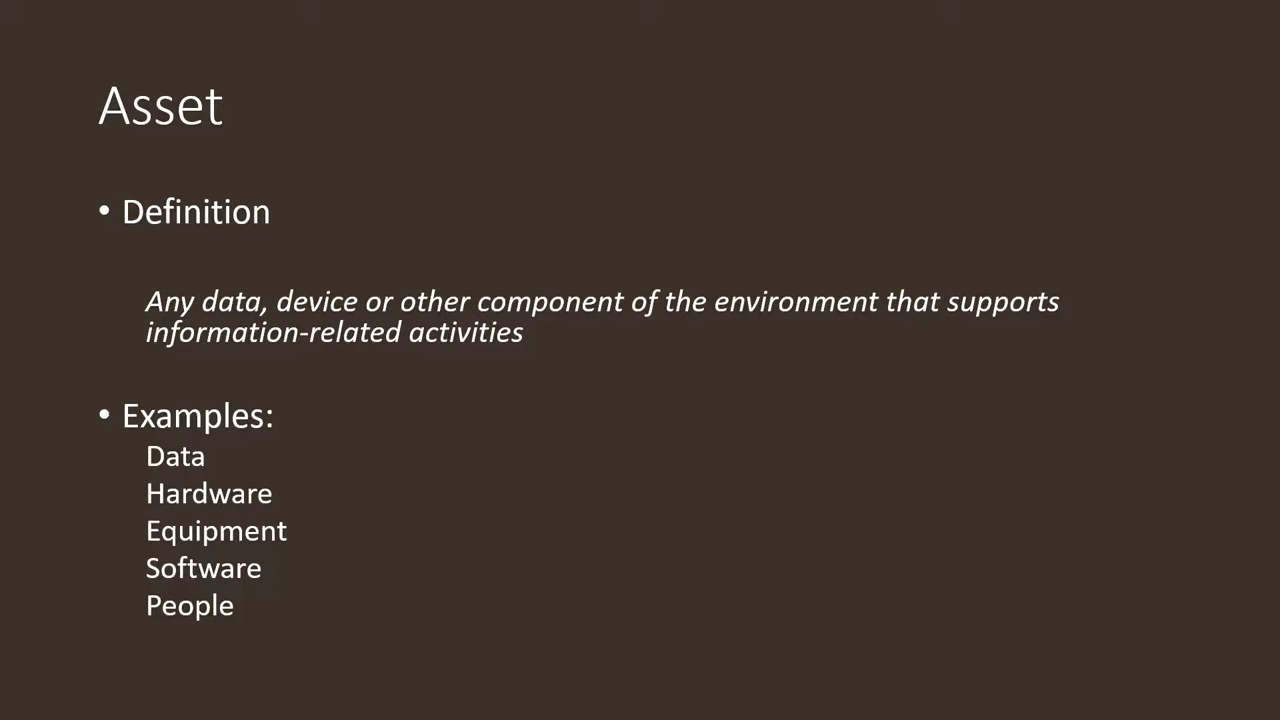 Asset
• Definition
Any data, device or other component of the environment that supports
information-related activities
• Examples:
Data
Hardware
Equipment
Software
People